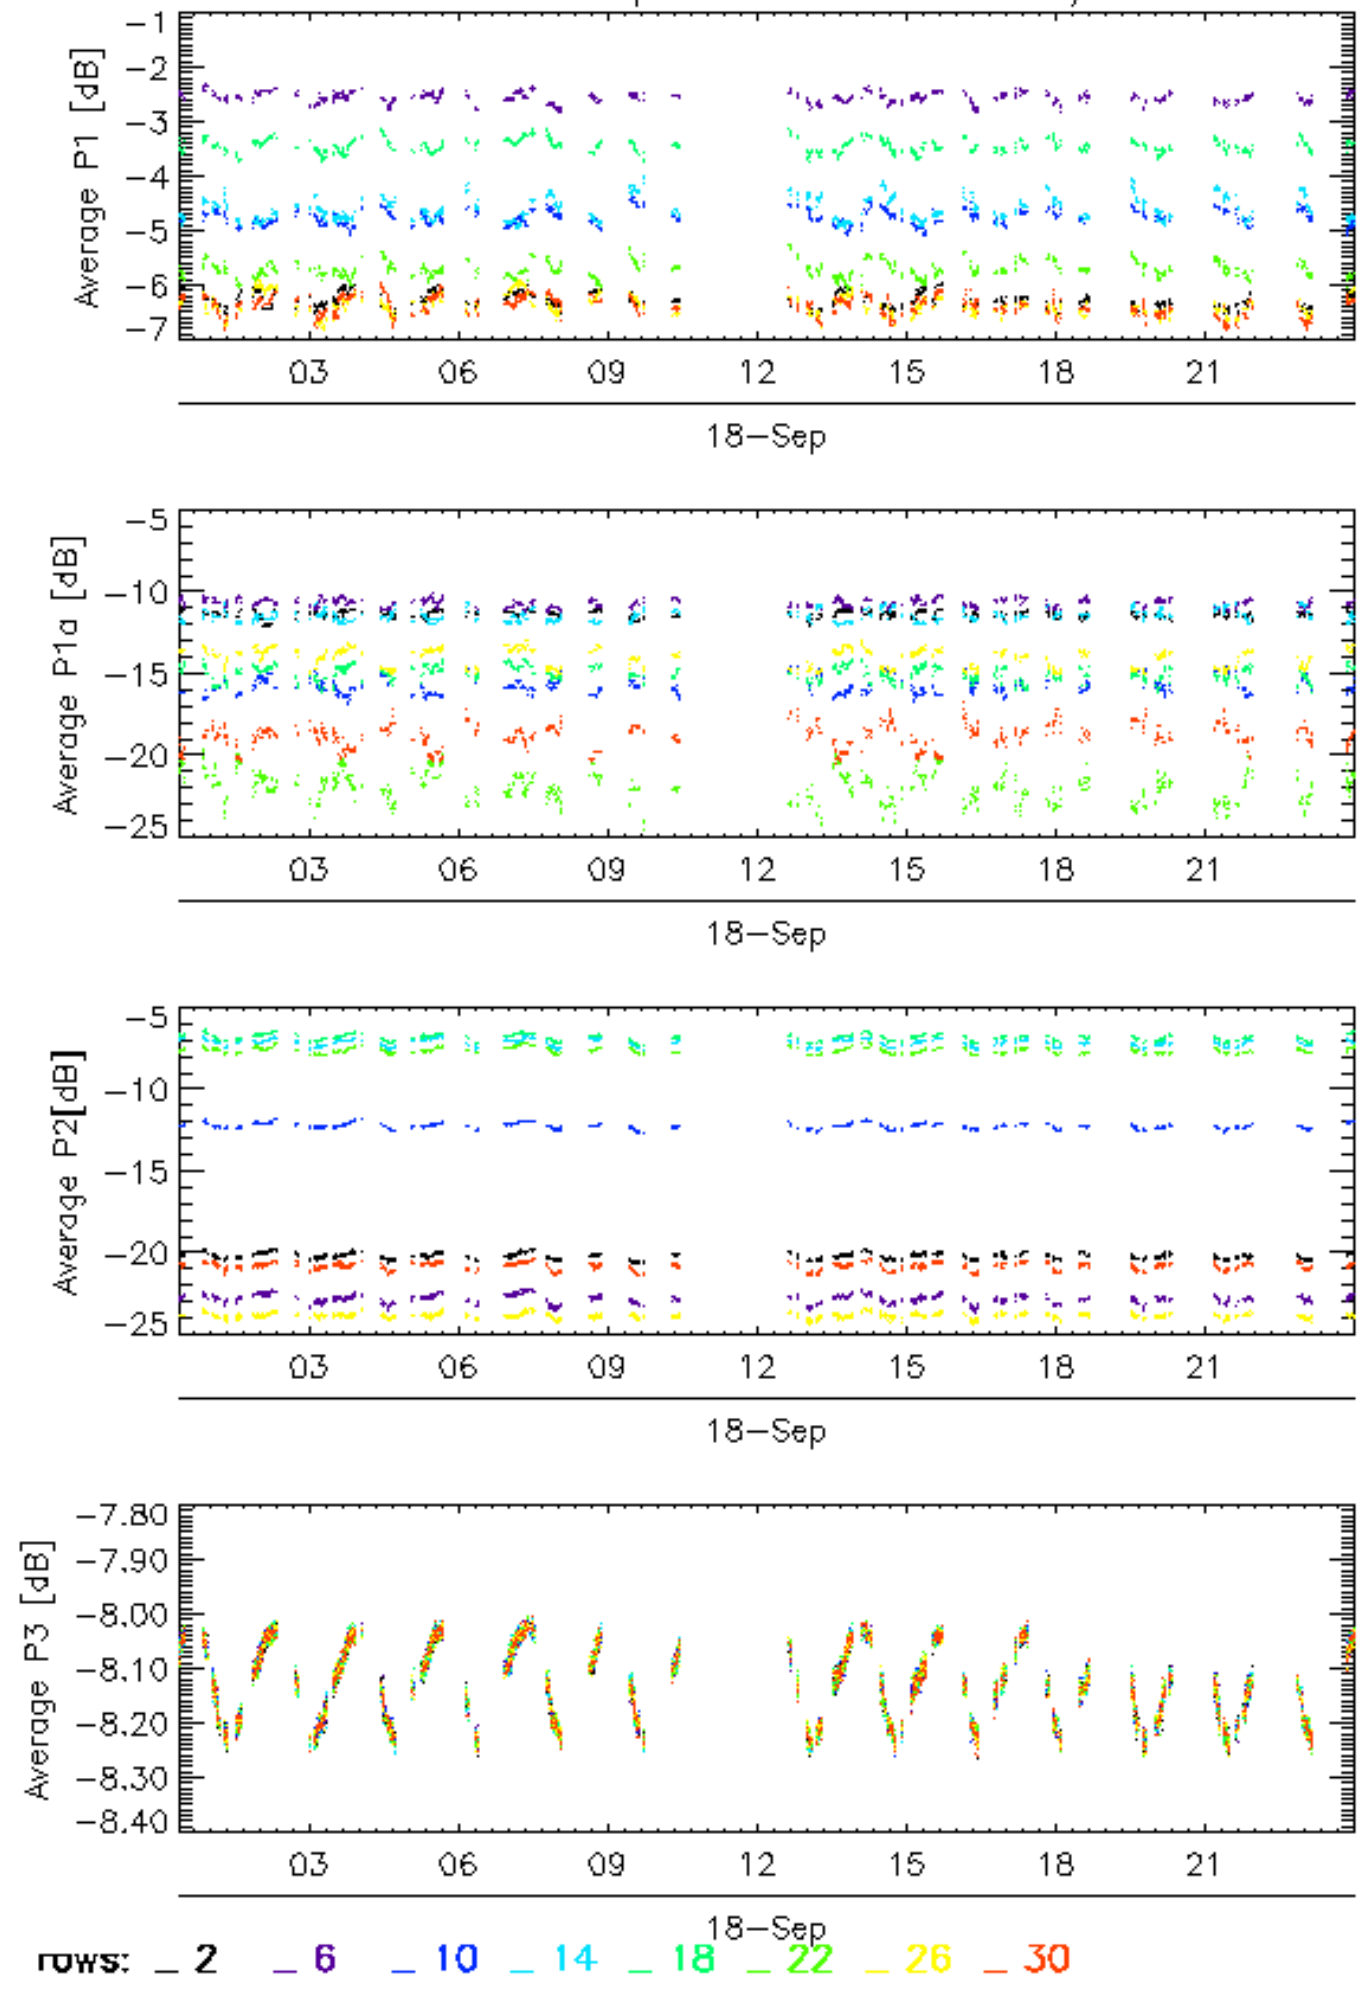 Average P1 [dB]
−1
−2
−3
−4
−5
−6
−7
03 06 09 12 15 18 21
18−Sep
Average P1a [dB]
−5
−10
−15
−20
−25
03 06 09 12 15 18 21
18−Sep
Average P2[dB]
−5
−10
−15
−20
−25
03 06 09 12 15 18 21
18−Sep
Average P3 [dB]
−7.80
−7.90
−8.00
−8.10
−8.20
−8.30
−8.40
03 06 09 12 15 18 21
18−Sep
rows: _ 2 _ 6 _ 10 _ 14 _ 18 _ 22 _ 26 _ 30